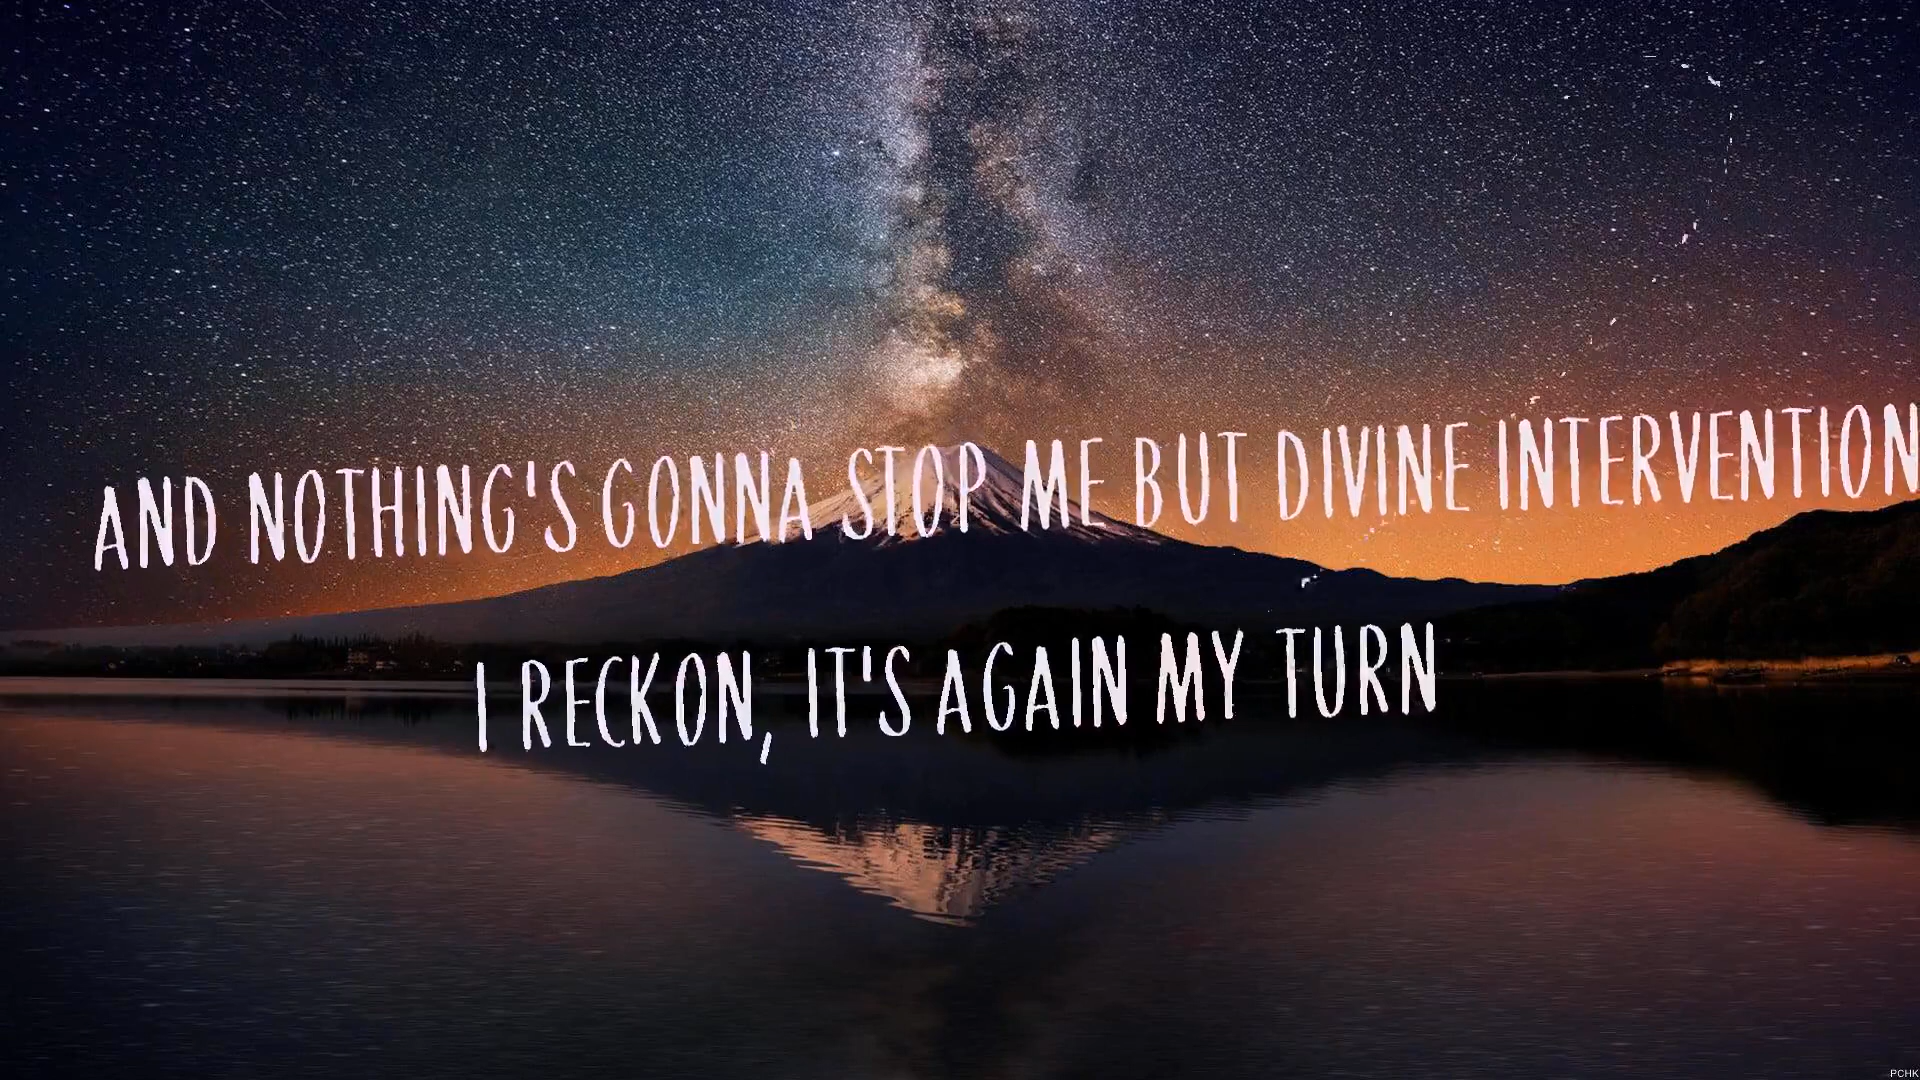 AND NOTHING'S GONNA STOP ME BUT DIVINE INTERVENTION
I RECKON, IT'S AGAIN MY TURN
PCHK